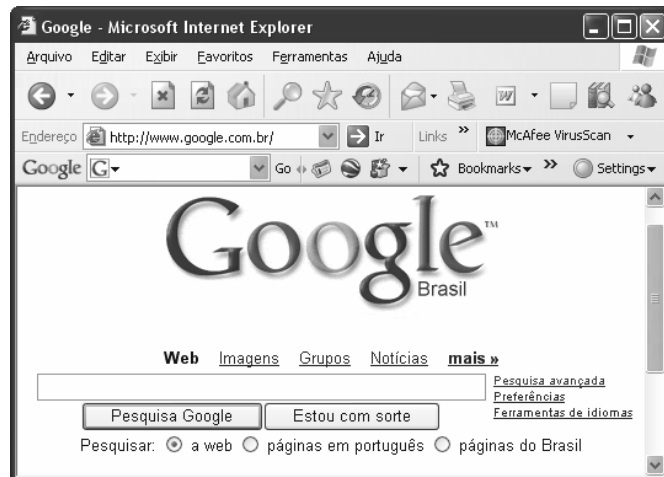 Google - Microsoft Internet Explorer
Arquivo Editar Exibir Favoritos Ferramentas Ajuda
Endereço http://www.google.com.br/ Ir Links » McAfee VirusScan
Google G Go Bookmarks » Settings
Google™
Brasil
Web Imagens Grupos Notícias mais »
Pesquisa avançada
Preferências
Ferramentas de idiomas
Pesquisa Google Estou com sorte
Pesquisar: a web páginas em português páginas do Brasil